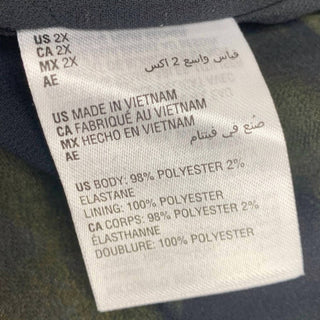 US 2X
CA 2X
MX 2X
AE قياس واسع 2 اكس
US MADE IN VIETNAM
CA FABRIQUÉ AU VIETNAM
MX HECHO EN VIETNAM
AE صُنع في فيتنام
US BODY: 98% POLYESTER 2%
ELASTANE
LINING: 100% POLYESTER
CA CORPS: 98% POLYESTER 2%
ÉLASTHANNE
DOUBLURE: 100% POLYESTER